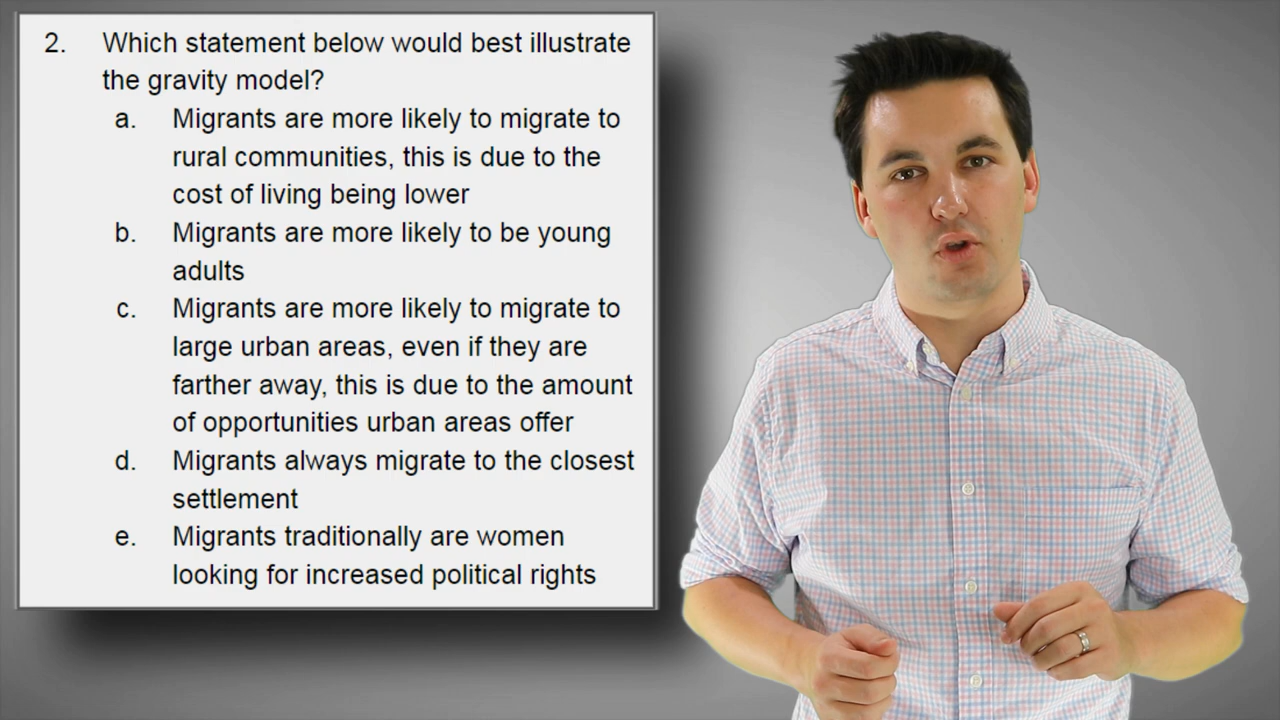 2. Which statement below would best illustrate
the gravity model?
a. Migrants are more likely to migrate to
rural communities, this is due to the
cost of living being lower
b. Migrants are more likely to be young
adults
c. Migrants are more likely to migrate to
large urban areas, even if they are
farther away, this is due to the amount
of opportunities urban areas offer
d. Migrants always migrate to the closest
settlement
e. Migrants traditionally are women
looking for increased political rights